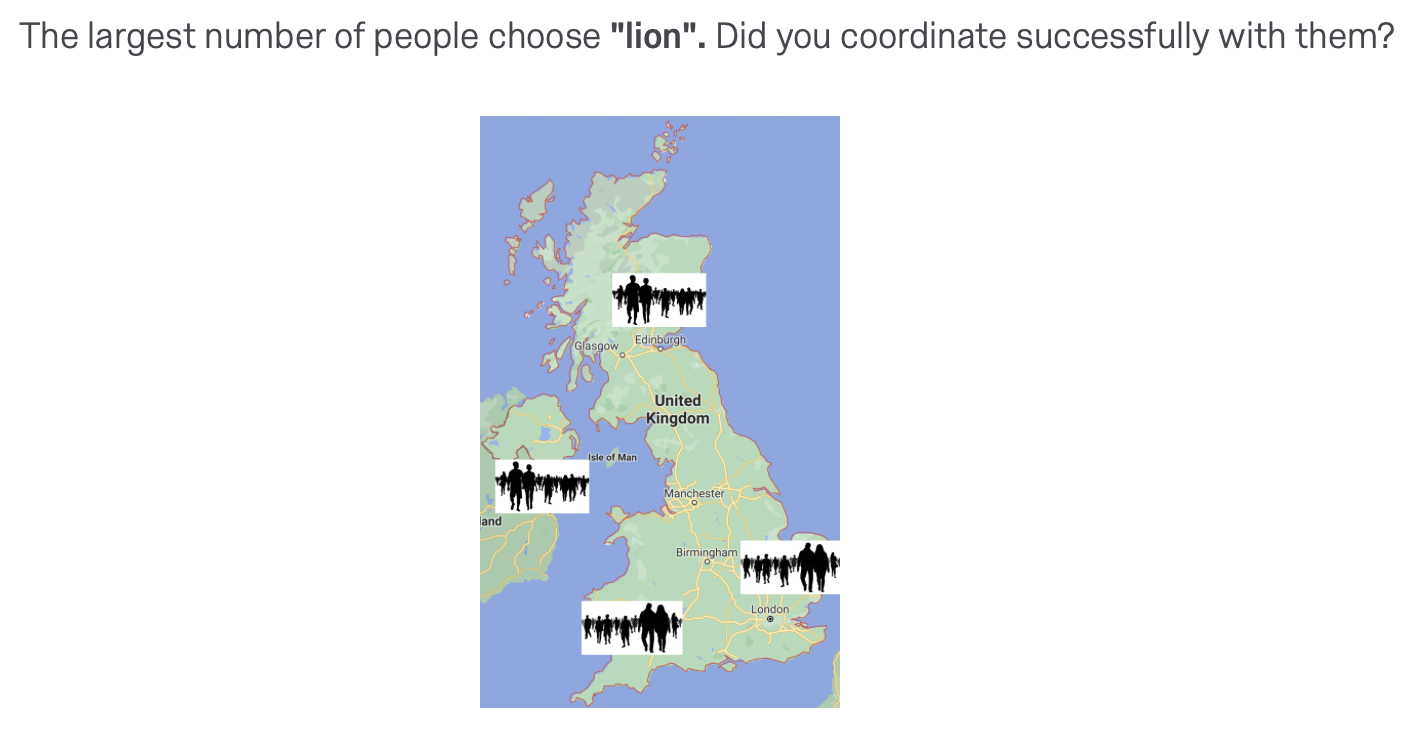 The largest number of people choose "lion". Did you coordinate successfully with them?
Glasgow
Edinburgh
United
Kingdom
Isle of Man
Manchester
land
Birmingham
London